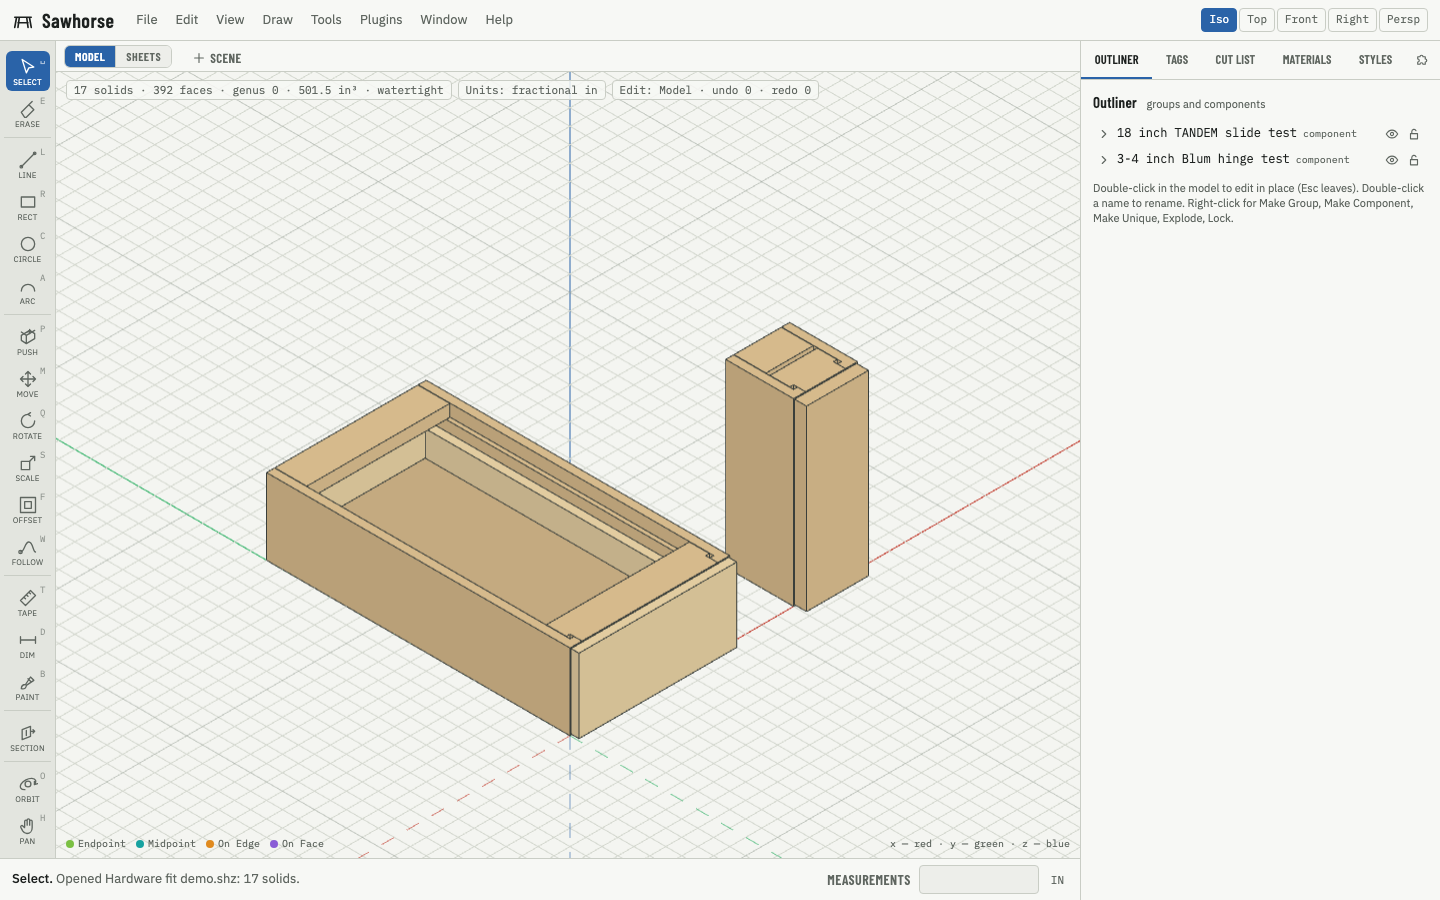 Sawhorse File Edit View Draw Tools Plugins Window Help Iso Top Front Right Persp
MODEL SHEETS + SCENE
OUTLINER TAGS CUT LIST MATERIALS STYLES
17 solids · 392 faces · genus 0 · 501.5 in³ · watertight
Units: fractional in
Edit: Model · undo 0 · redo 0
SELECT
E
ERASE
L
LINE
R
RECT
C
CIRCLE
A
ARC
P
PUSH
M
MOVE
Q
ROTATE
S
SCALE
F
OFFSET
W
FOLLOW
T
TAPE
D
DIM
B
PAINT
SECTION
O
ORBIT
H
PAN
Outliner groups and components
18 inch TANDEM slide test component
3-4 inch Blum hinge test component
Double-click in the model to edit in place (Esc leaves). Double-click
a name to rename. Right-click for Make Group, Make Component,
Make Unique, Explode, Lock.
Endpoint Midpoint On Edge On Face
x — red · y — green · z — blue
Select. Opened Hardware fit demo.shz: 17 solids.
MEASUREMENTS IN